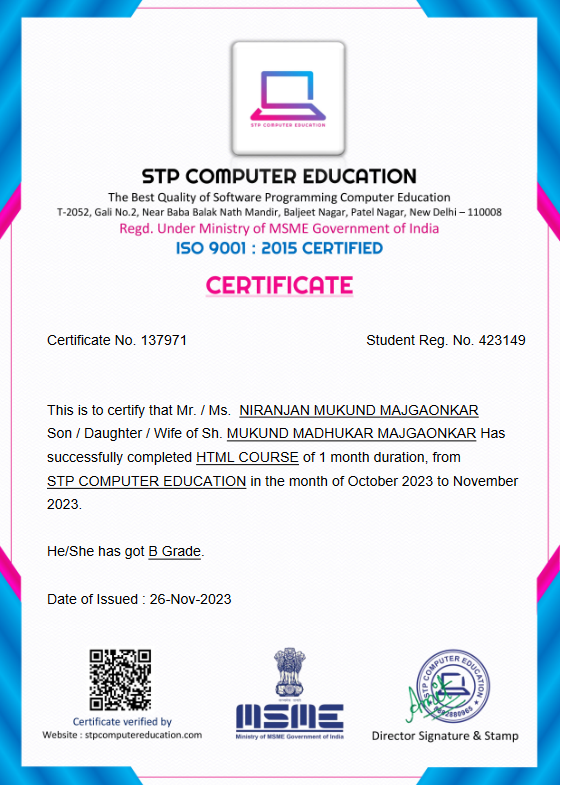 STP COMPUTER EDUCATION
STP COMPUTER EDUCATION
The Best Quality of Software Programming Computer Education
T-2052, Gali No.2, Near Baba Balak Nath Mandir, Baljeet Nagar, Patel Nagar, New Delhi – 110008
Regd. Under Ministry of MSME Government of India
ISO 9001 : 2015 CERTIFIED
CERTIFICATE
Certificate No. 137971 Student Reg. No. 423149
This is to certify that Mr. / Ms. NIRANJAN MUKUND MAJGAONKAR
Son / Daughter / Wife of Sh. MUKUND MADHUKAR MAJGAONKAR Has
successfully completed HTML COURSE of 1 month duration, from
STP COMPUTER EDUCATION in the month of October 2023 to November
2023.
He/She has got B Grade.
Date of Issued : 26-Nov-2023
Certificate verified by
Website : stpcomputereducation.com
MSME
Ministry of MSME Government of India
STP COMPUTER EDUCATION
Director Signature & Stamp